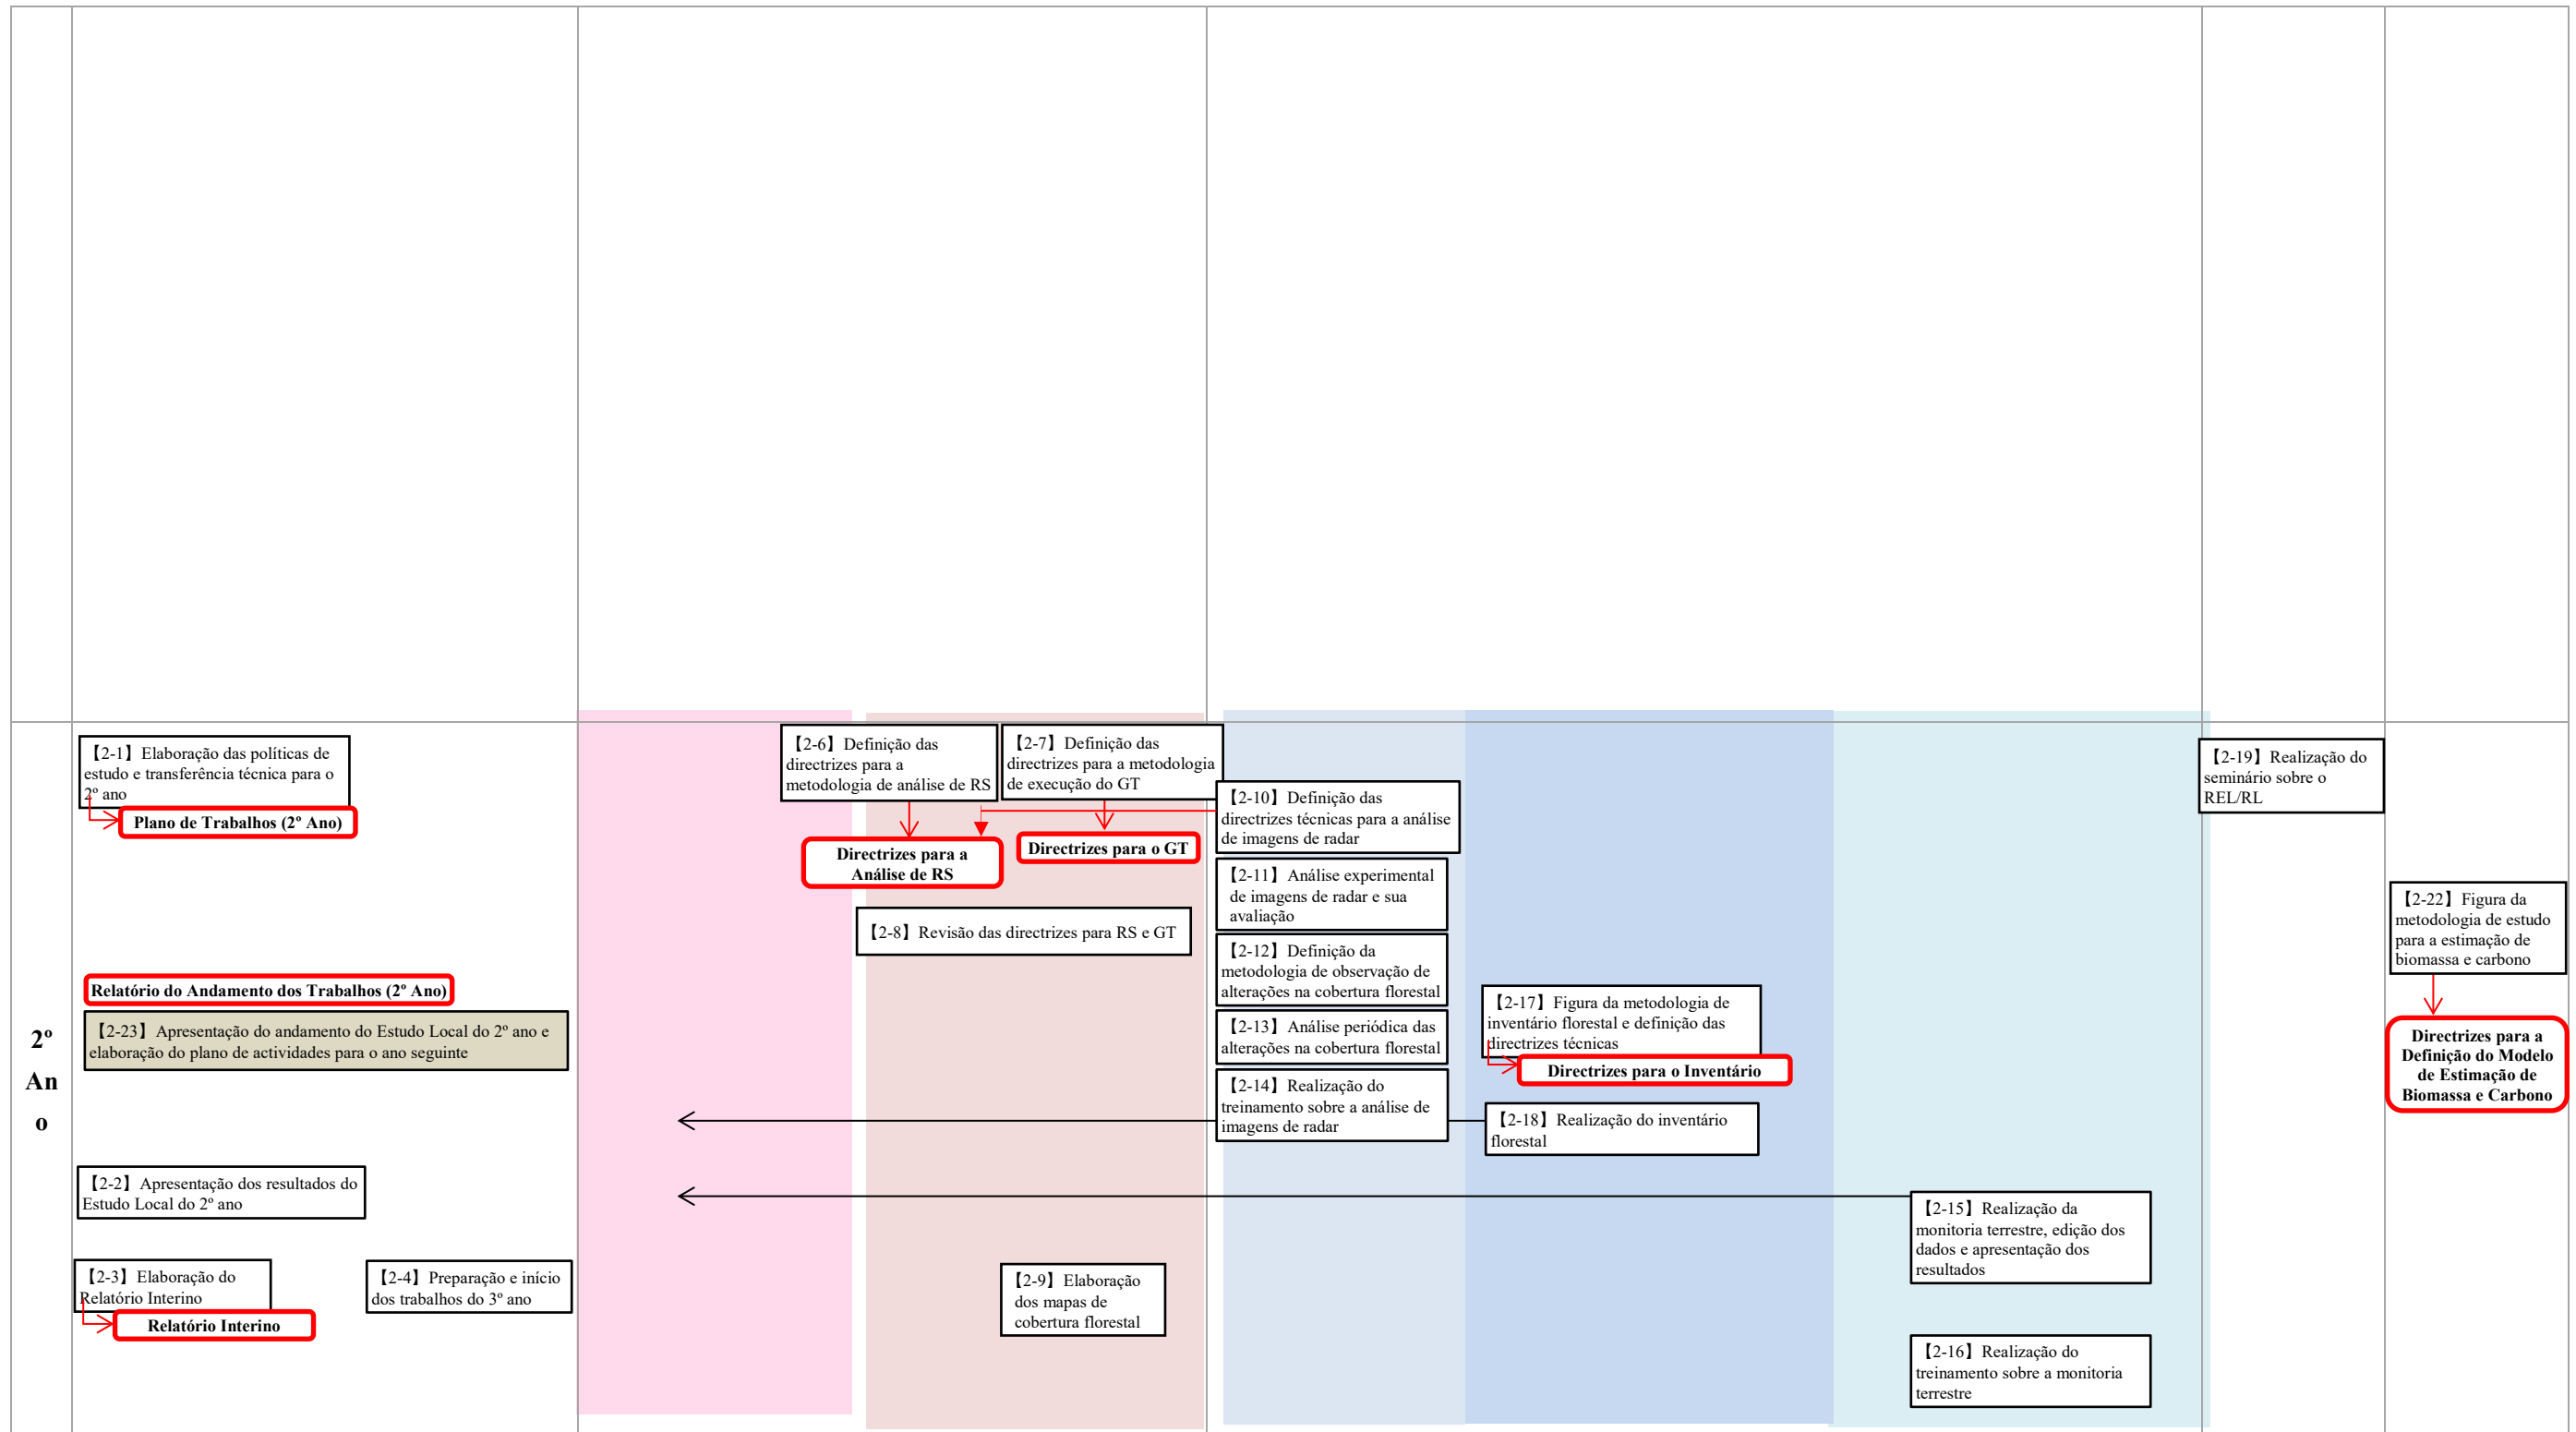 2º
An
o
【2-1】Elaboração das políticas de
estudo e transferência técnica para o
2º ano
Plano de Trabalhos (2º Ano)
Relatório do Andamento dos Trabalhos (2º Ano)
【2-23】Apresentação do andamento do Estudo Local do 2º ano e
elaboração do plano de actividades para o ano seguinte
【2-2】Apresentação dos resultados do
Estudo Local do 2º ano
【2-3】Elaboração do
Relatório Interino
Relatório Interino
【2-4】Preparação e início
dos trabalhos do 3º ano
【2-6】Definição das
directrizes para a
metodologia de análise de RS
Directrizes para a
Análise de RS
【2-7】Definição das
directrizes para a metodologia
de execução do GT
Directrizes para o GT
【2-8】Revisão das directrizes para RS e GT
【2-9】Elaboração
dos mapas de
cobertura florestal
【2-10】Definição das
directrizes técnicas para a análise
de imagens de radar
【2-11】Análise experimental
de imagens de radar e sua
avaliação
【2-12】Definição da
metodologia de observação de
alterações na cobertura florestal
【2-13】Análise periódica das
alterações na cobertura florestal
【2-14】Realização do
treinamento sobre a análise de
imagens de radar
【2-17】Figura da metodologia de
inventário florestal e definição das
directrizes técnicas
Directrizes para o Inventário
【2-18】Realização do inventário
florestal
【2-15】Realização da
monitoria terrestre, edição dos
dados e apresentação dos
resultados
【2-16】Realização do
treinamento sobre a monitoria
terrestre
【2-19】Realização do
seminário sobre o
REL/RL
【2-22】Figura da
metodologia de estudo
para a estimação de
biomassa e carbono
Directrizes para a
Definição do Modelo
de Estimação de
Biomassa e Carbono